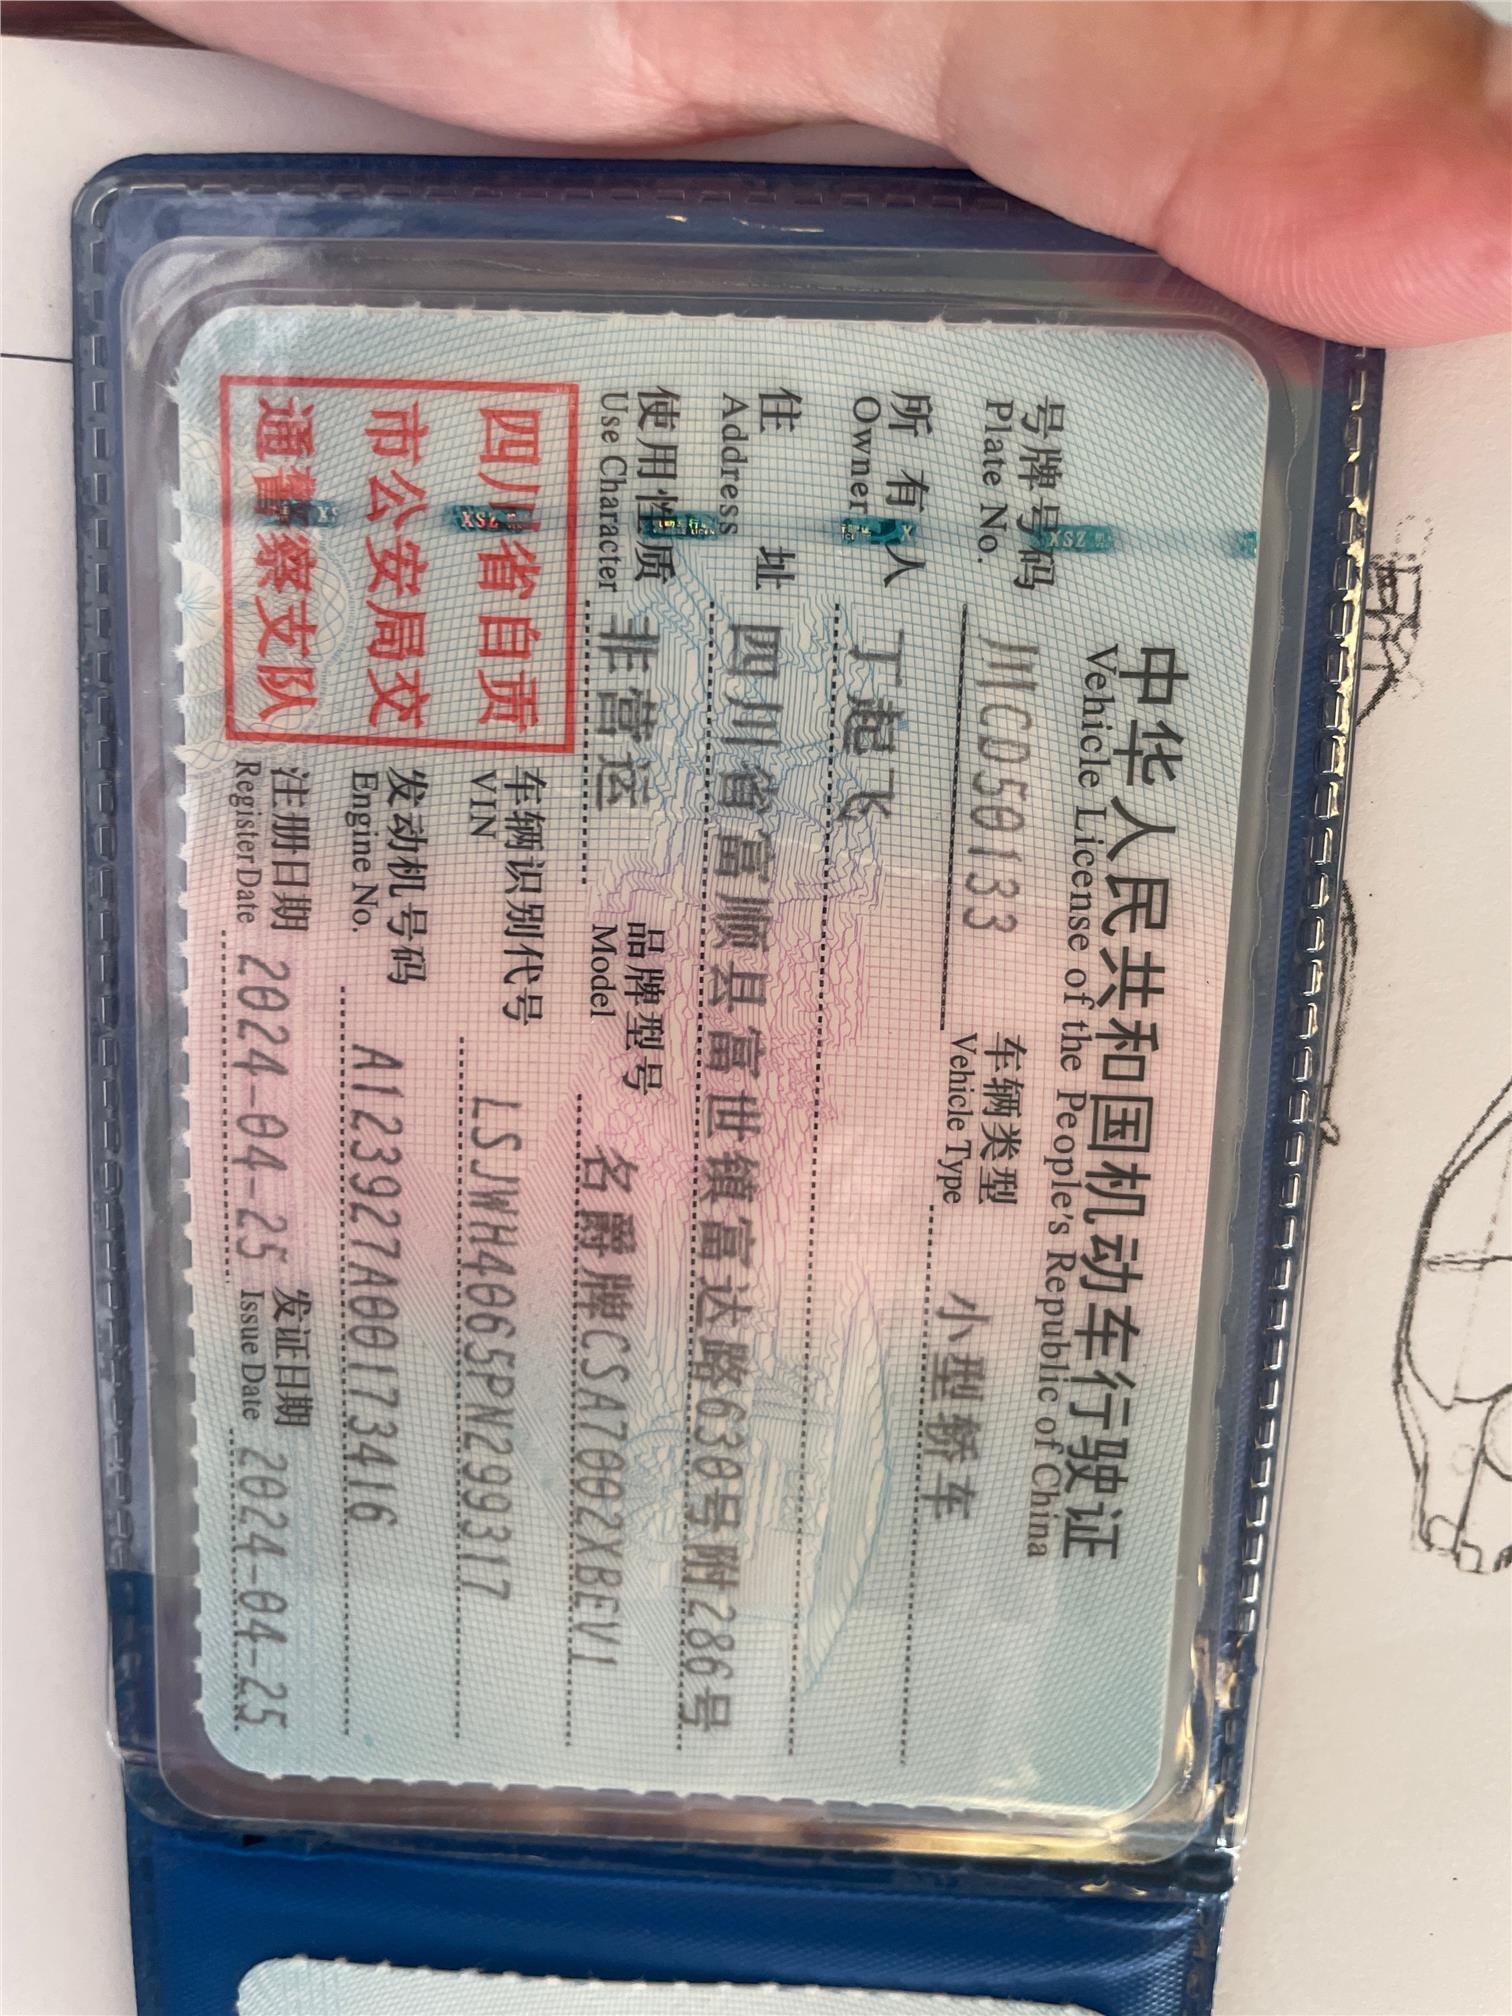 中华人民共和国机动车行驶证
Vehicle License of the People's Republic of China
号牌号码 川CD50133 车辆类型 小型轿车
Plate No. Vehicle Type
所有人 丁起飞
Owner
住址 四川省富顺县富世镇富达路630号附286号
Address
使用性质 非营运 品牌型号 名爵牌CSA7002XBEV1
Use Character Model
四川省自贡
市公安局交
通警察支队
车辆识别代号 LSJWH4065PN299317
VIN
发动机号码 A123927A00173416
Engine No.
注册日期 2024-04-25 发证日期 2024-04-25
Register Date Issue Date